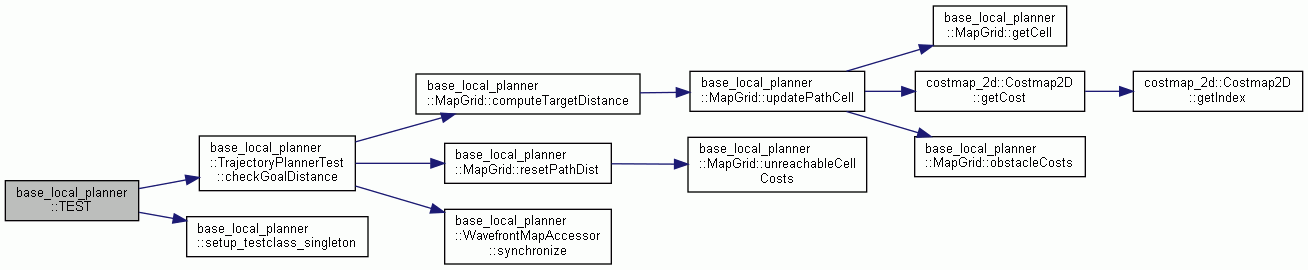 base_local_planner
::TEST
base_local_planner
::TrajectoryPlannerTest
::checkGoalDistance
base_local_planner
::setup_testclass_singleton
base_local_planner
::MapGrid::computeTargetDistance
base_local_planner
::MapGrid::resetPathDist
base_local_planner
::WavefrontMapAccessor
::synchronize
base_local_planner
::MapGrid::updatePathCell
base_local_planner
::MapGrid::unreachableCell
Costs
base_local_planner
::MapGrid::getCell
costmap_2d::Costmap2D
::getCost
base_local_planner
::MapGrid::obstacleCosts
costmap_2d::Costmap2D
::getIndex